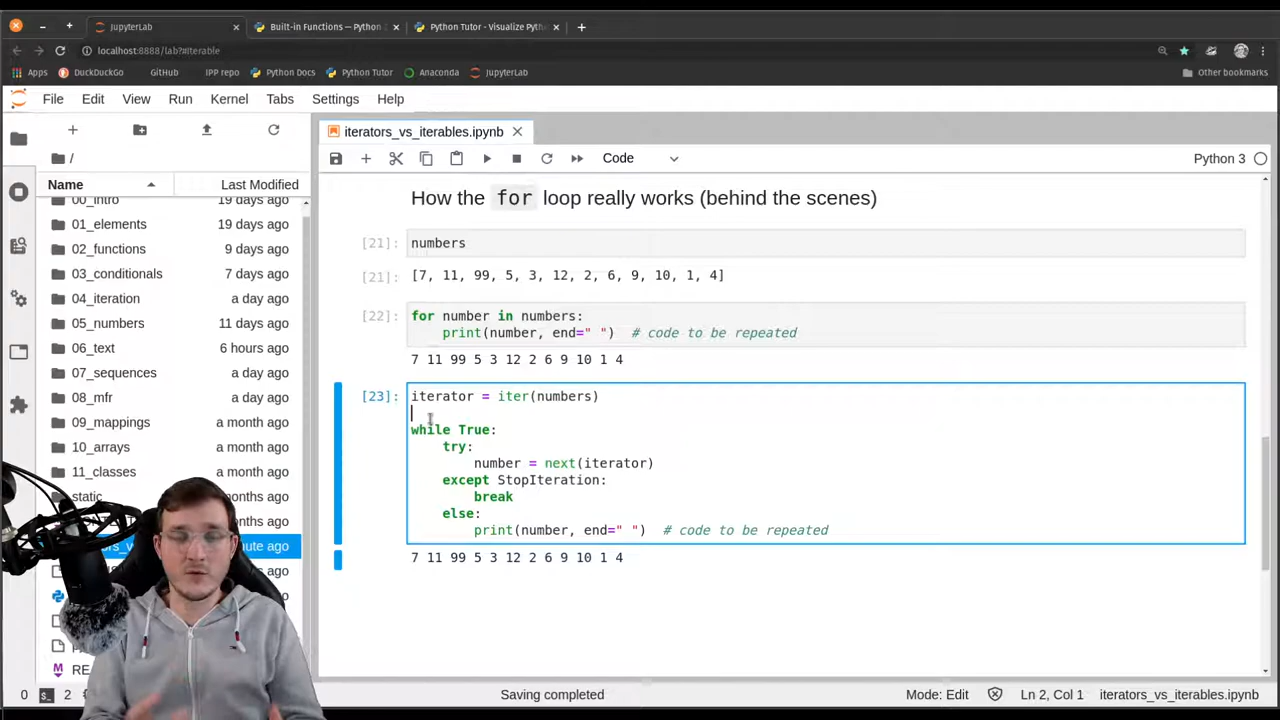 JupyterLab
Built-in Functions — Python
Python Tutor - Visualize Pyth
localhost:8888/lab?#Iterable
Apps
DuckDuckGo
GitHub
IPP repo
Python Docs
Python Tutor
Anaconda
JupyterLab
Other bookmarks
File Edit View Run Kernel Tabs Settings Help
iterators_vs_iterables.ipynb
/
Code
Python 3
Name
Last Modified
00_intro 19 days ago
01_elements 19 days ago
02_functions 9 days ago
03_conditionals 7 days ago
04_iteration a day ago
05_numbers 11 days ago
06_text 6 hours ago
07_sequences a day ago
08_mfr a day ago
09_mappings a month ago
10_arrays a month ago
11_classes a month ago
static months ago
minute ago
days ago
ago
ago
ago
RE ago
How the for loop really works (behind the scenes)
[21]: numbers
[21]: [7, 11, 99, 5, 3, 12, 2, 6, 9, 10, 1, 4]
[22]: for number in numbers:
print(number, end=" ") # code to be repeated
7 11 99 5 3 12 2 6 9 10 1 4
[23]: iterator = iter(numbers)
while True:
try:
number = next(iterator)
except StopIteration:
break
else:
print(number, end=" ") # code to be repeated
7 11 99 5 3 12 2 6 9 10 1 4
0
2
Saving completed
Mode: Edit
Ln 2, Col 1
iterators_vs_iterables.ipynb